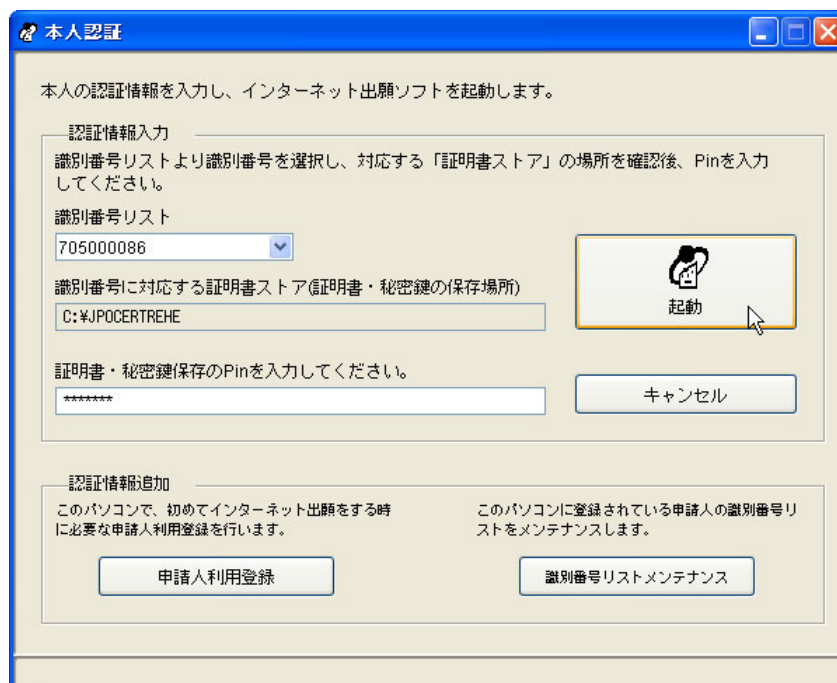 本人認証
本人の認証情報を入力し、インターネット出願ソフトを起動します。
認証情報入力
識別番号リストより識別番号を選択し、対応する「証明書ストア」の場所を確認後、Pinを入力
してください。
識別番号リスト
705000086
識別番号に対応する証明書ストア(証明書・秘密鍵の保存場所)
C:¥JPOCERTREHE
起動
証明書・秘密鍵保存のPinを入力してください。
*******
キャンセル
認証情報追加
このパソコンで、初めてインターネット出願をする時
に必要な申請人利用登録を行います。
申請人利用登録
このパソコンに登録されている申請人の識別番号リ
ストをメンテナンスします。
識別番号リストメンテナンス